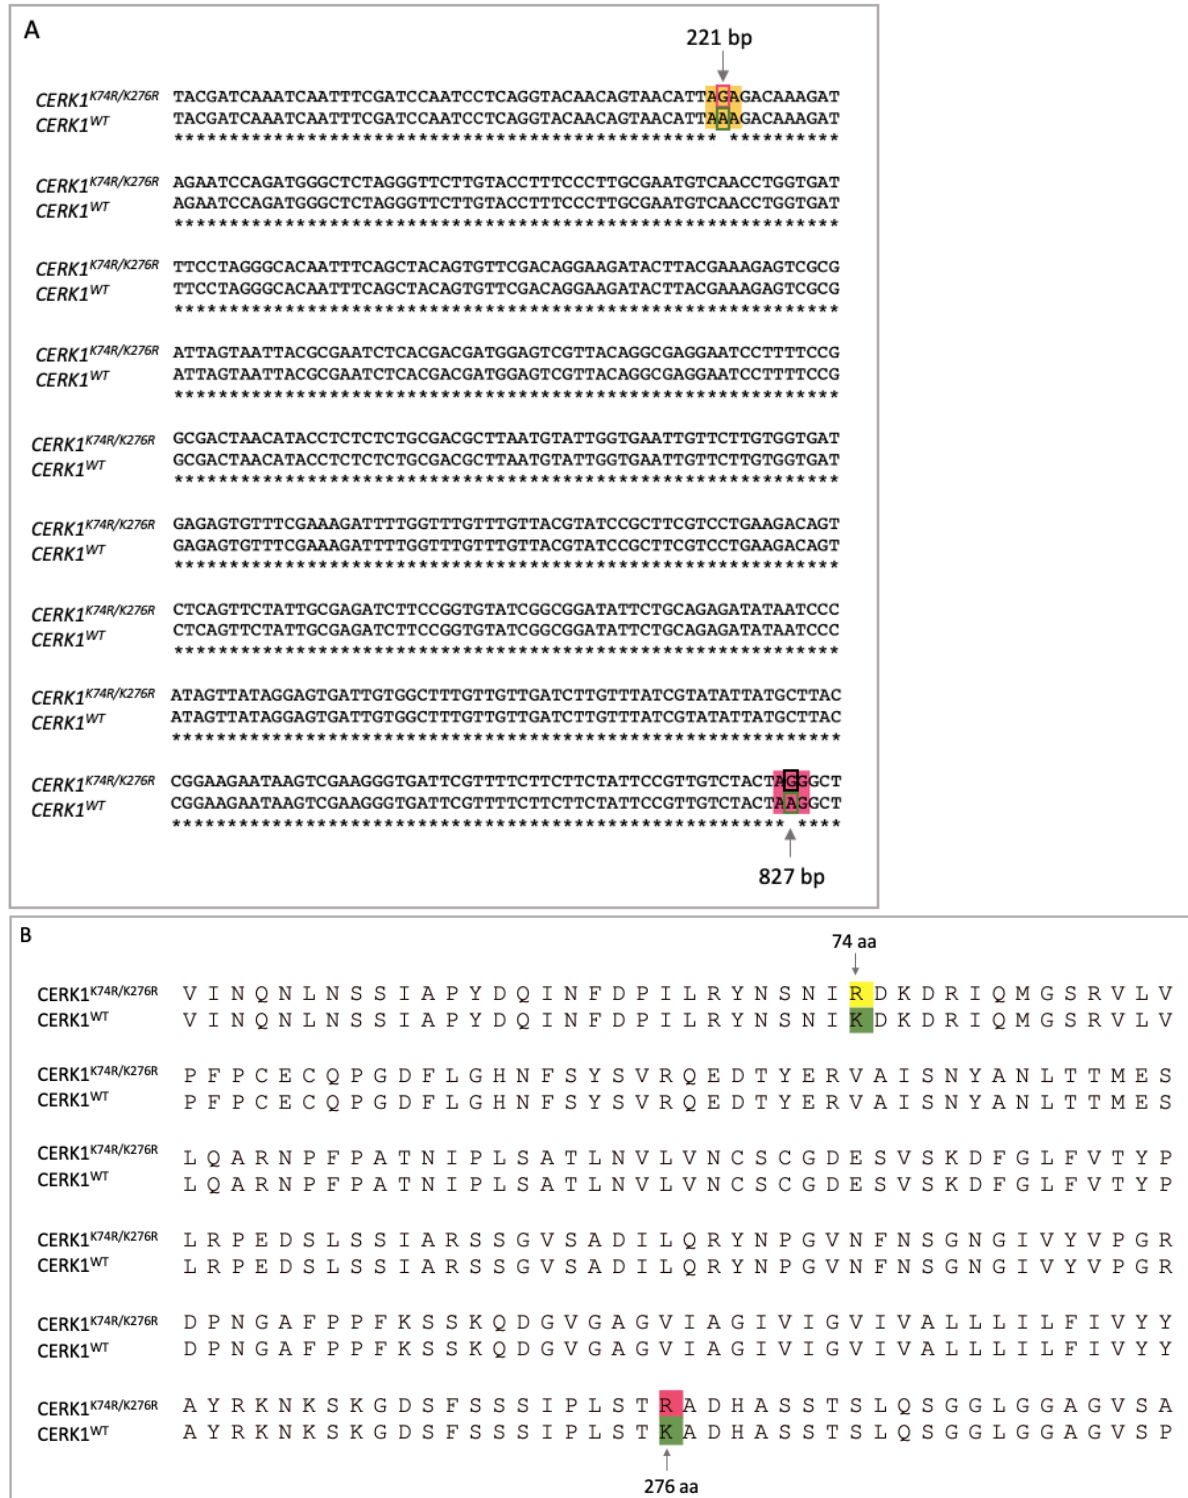 A
221 bp
CERK1K74R/K276R TACGATCAAATCAATTTCGATCCAATCCTCAGGTACAACAGTAACATTAGAGACAAAGAT
CERK1WT TACGATCAAATCAATTTCGATCCAATCCTCAGGTACAACAGTAACATTAAAGACAAAGAT
************************************************* **********
CERK1K74R/K276R AGAATCCAGATGGGCTCTAGGGTTCTTGTACCTTTCCCTTGCGAATGTCAACCTGGTGAT
CERK1WT AGAATCCAGATGGGCTCTAGGGTTCTTGTACCTTTCCCTTGCGAATGTCAACCTGGTGAT
************************************************************
CERK1K74R/K276R TTCCTAGGGCACAATTTCAGCTACAGTGTTCGACAGGAAGATACTTACGAAAGAGTCGCG
CERK1WT TTCCTAGGGCACAATTTCAGCTACAGTGTTCGACAGGAAGATACTTACGAAAGAGTCGCG
************************************************************
CERK1K74R/K276R ATTAGTAATTACGCGAATCTCACGACGATGGAGTCGTTACAGGCGAGGAATCCTTTTCCG
CERK1WT ATTAGTAATTACGCGAATCTCACGACGATGGAGTCGTTACAGGCGAGGAATCCTTTTCCG
************************************************************
CERK1K74R/K276R GCGACTAACATACCTCTCTCTGCGACGCTTAATGTATTGGTGAATTGTTCTTGTGGTGAT
CERK1WT GCGACTAACATACCTCTCTCTGCGACGCTTAATGTATTGGTGAATTGTTCTTGTGGTGAT
************************************************************
CERK1K74R/K276R GAGAGTGTTTCGAAAGATTTTGGTTTGTTTGTTACGTATCCGCTTCGTCCTGAAGACAGT
CERK1WT GAGAGTGTTTCGAAAGATTTTGGTTTGTTTGTTACGTATCCGCTTCGTCCTGAAGACAGT
************************************************************
CERK1K74R/K276R CTCAGTTCTATTGCGAGATCTTCCGGTGTATCGGCGGATATTCTGCAGAGATATAATCCC
CERK1WT CTCAGTTCTATTGCGAGATCTTCCGGTGTATCGGCGGATATTCTGCAGAGATATAATCCC
************************************************************
CERK1K74R/K276R ATAGTTATAGGAGTGATTGTGGCTTTGTTGTTGATCTTGTTTATCGTATATTATGCTTAC
CERK1WT ATAGTTATAGGAGTGATTGTGGCTTTGTTGTTGATCTTGTTTATCGTATATTATGCTTAC
************************************************************
CERK1K74R/K276R CGGAAGAATAAGTCGAAGGGTGATTCGTTTTCTTCTTCTATTCCGTTGTCTACTAGGGCT
CERK1WT CGGAAGAATAAGTCGAAGGGTGATTCGTTTTCTTCTTCTATTCCGTTGTCTACTAAGGCT
******************************************************* ****
827 bp
B
74 aa
CERK1K74R/K276R V I N Q N L N S S I A P Y D Q I N F D P I L R Y N S N I R D K D R I Q M G S R V L V
CERK1WT V I N Q N L N S S I A P Y D Q I N F D P I L R Y N S N I K D K D R I Q M G S R V L V
CERK1K74R/K276R P F P C E C Q P G D F L G H N F S Y S V R Q E D T Y E R V A I S N Y A N L T T M E S
CERK1WT P F P C E C Q P G D F L G H N F S Y S V R Q E D T Y E R V A I S N Y A N L T T M E S
CERK1K74R/K276R L Q A R N P F P A T N I P L S A T L N V L V N C S C G D E S V S K D F G L F V T Y P
CERK1WT L Q A R N P F P A T N I P L S A T L N V L V N C S C G D E S V S K D F G L F V T Y P
CERK1K74R/K276R L R P E D S L S S I A R S S G V S A D I L Q R Y N P G V N F N S G N G I V Y V P G R
CERK1WT L R P E D S L S S I A R S S G V S A D I L Q R Y N P G V N F N S G N G I V Y V P G R
CERK1K74R/K276R D P N G A F P P F K S S K Q D G V G A G V I A G I V I G V I V A L L L I L F I V Y Y
CERK1WT D P N G A F P P F K S S K Q D G V G A G V I A G I V I G V I V A L L L I L F I V Y Y
CERK1K74R/K276R A Y R K N K S K G D S F S S S I P L S T R A D H A S S T S L Q S G G L G G A G V S A
CERK1WT A Y R K N K S K G D S F S S S I P L S T K A D H A S S T S L Q S G G L G G A G V S P
276 aa